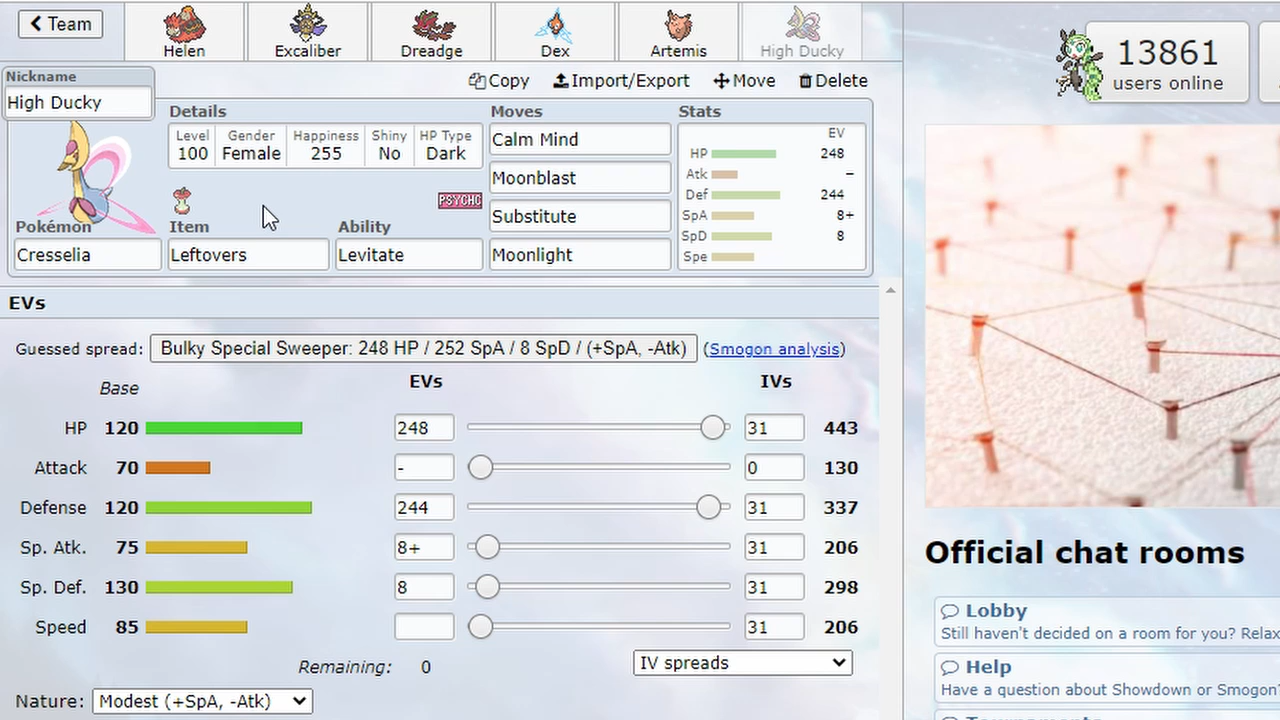 Team
Helen
Excaliber
Dreadge
Dex
Artemis
High Ducky
13861
users online
Nickname
High Ducky
Copy
Import/Export
Move
Delete
Details
Level
100
Gender
Female
Happiness
255
Shiny
No
HP Type
Dark
PSYCHC
Pokémon
Cresselia
Item
Leftovers
Ability
Levitate
Moves
Calm Mind
Moonblast
Substitute
Moonlight
Stats
EV
HP 248
Atk –
Def 244
SpA 8+
SpD 8
Spe
EVs
Guessed spread: Bulky Special Sweeper: 248 HP / 252 SpA / 8 SpD / (+SpA, -Atk) (Smogon analysis)
Base EVs IVs
HP 120 248 31 443
Attack 70 - 0 130
Defense 120 244 31 337
Sp. Atk. 75 8+ 31 206
Sp. Def. 130 8 31 298
Speed 85 31 206
Remaining: 0
IV spreads
Nature: Modest (+SpA, -Atk)
Official chat rooms
Lobby
Still haven't decided on a room for you? Relax
Help
Have a question about Showdown or Smogon?